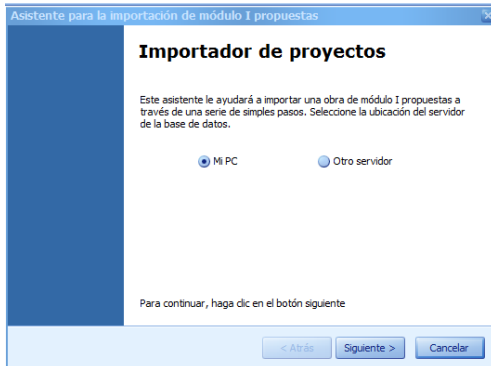 Asistente para la importación de módulo I propuestas
Importador de proyectos
Este asistente le ayudará a importar una obra de módulo I propuestas a
través de una serie de simples pasos. Seleccione la ubicación del servidor
de la base de datos.
Mi PC
Otro servidor
Para continuar, haga clic en el botón siguiente
< Atrás
Siguiente >
Cancelar